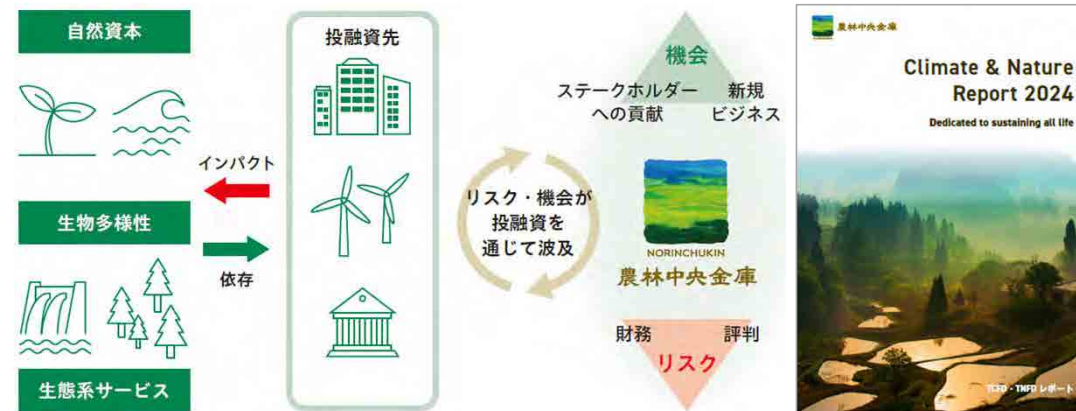 自然資本
生物多様性
生態系サービス
インパクト
依存
投融資先
リスク・機会が
投融資を
通じて波及
機会
ステークホルダー
への貢献
新規
ビジネス
NORINCHUKIN
農林中央金庫
財務
評判
リスク
農林中央金庫
Climate & Nature
Report 2024
Dedicated to sustaining all life
TCFD・TNFD レポート